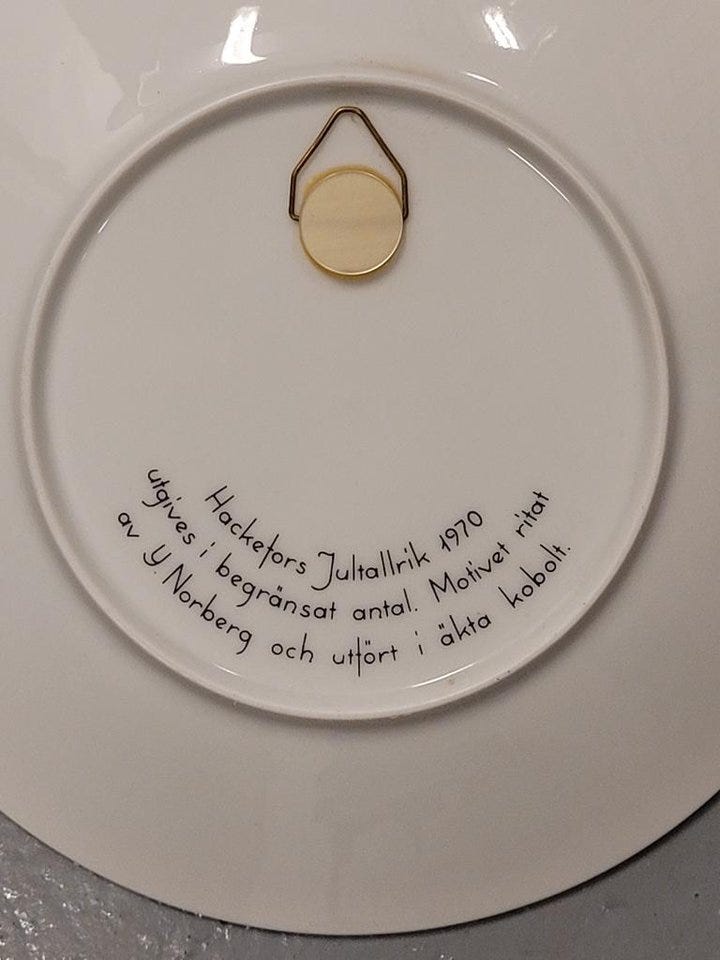 Hackefors Jultallrik 1970
utgives i begränsat antal. Motivet ritat
av Y. Norberg och utfört i äkta kobolt.